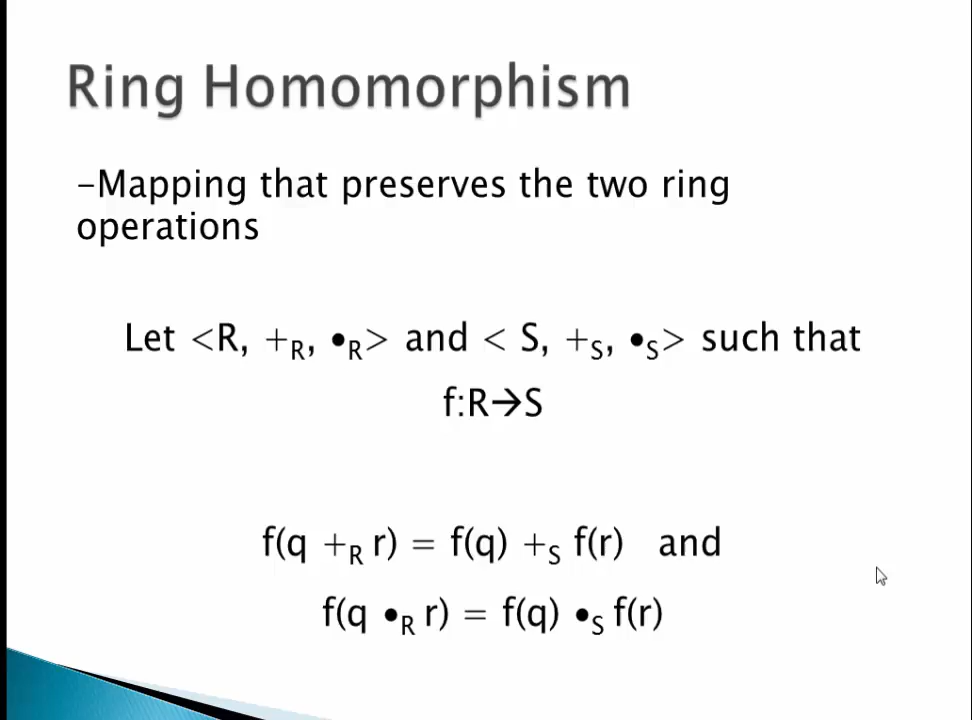 Ring Homomorphism
-Mapping that preserves the two ring
operations
Let <R, +R, •R> and < S, +S, •S> such that
f:R→S
f(q +R r) = f(q) +S f(r) and
f(q •R r) = f(q) •S f(r)